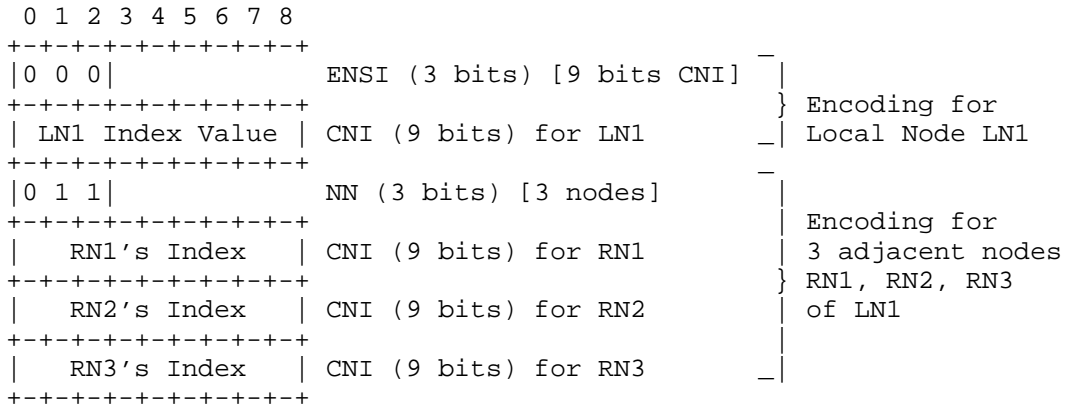 0 1 2 3 4 5 6 7 8
+-+-+-+-+-+-+-+-+-+                            _
|0 0 0|             ENSI (3 bits) [9 bits CNI]  |
+-+-+-+-+-+-+-+-+-+                             } Encoding for
| LN1 Index Value | CNI (9 bits) for LN1       _| Local Node LN1
+-+-+-+-+-+-+-+-+-+                            _
|0 1 1|             NN (3 bits) [3 nodes]       |
+-+-+-+-+-+-+-+-+-+                             | Encoding for
|   RN1's Index   | CNI (9 bits) for RN1        | 3 adjacent nodes
+-+-+-+-+-+-+-+-+-+                             } RN1, RN2, RN3
|   RN2's Index   | CNI (9 bits) for RN2        | of LN1
+-+-+-+-+-+-+-+-+-+                             |
|   RN3's Index   | CNI (9 bits) for RN3       _|
+-+-+-+-+-+-+-+-+-+